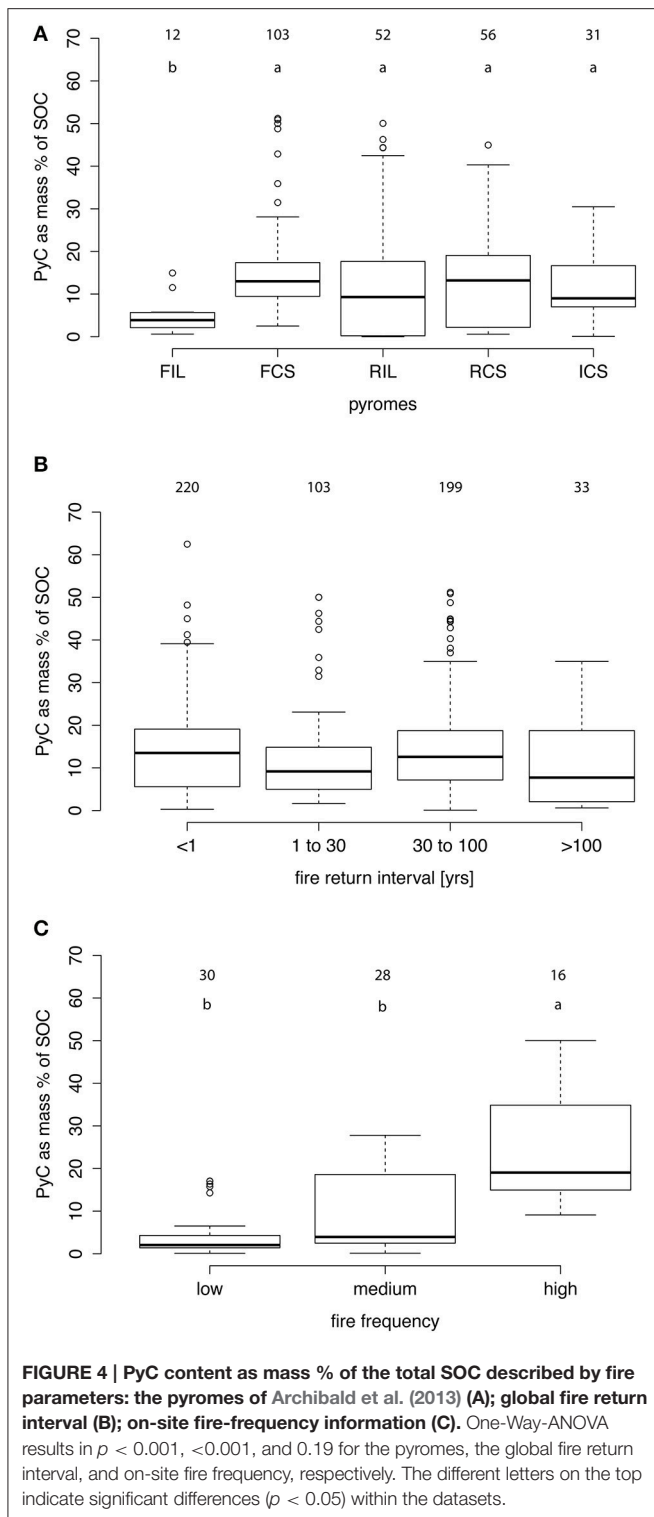 A
12 103 52 56 31
b a a a a
70
60
50
40
30
20
10
0
PyC as mass % of SOC
FIL FCS RIL RCS ICS
pyromes
B
220 103 199 33
70
60
50
40
30
20
10
0
PyC as mass % of SOC
<1 1 to 30 30 to 100 >100
fire return interval [yrs]
C
30 28 16
b b a
70
60
50
40
30
20
10
0
PyC as mass % of SOC
low medium high
fire frequency
FIGURE 4 | PyC content as mass % of the total SOC described by fire
parameters: the pyromes of Archibald et al. (2013) (A); global fire return
interval (B); on-site fire-frequency information (C). One-Way-ANOVA
results in p < 0.001, <0.001, and 0.19 for the pyromes, the global fire return
interval, and on-site fire frequency, respectively. The different letters on the top
indicate significant differences (p < 0.05) within the datasets.